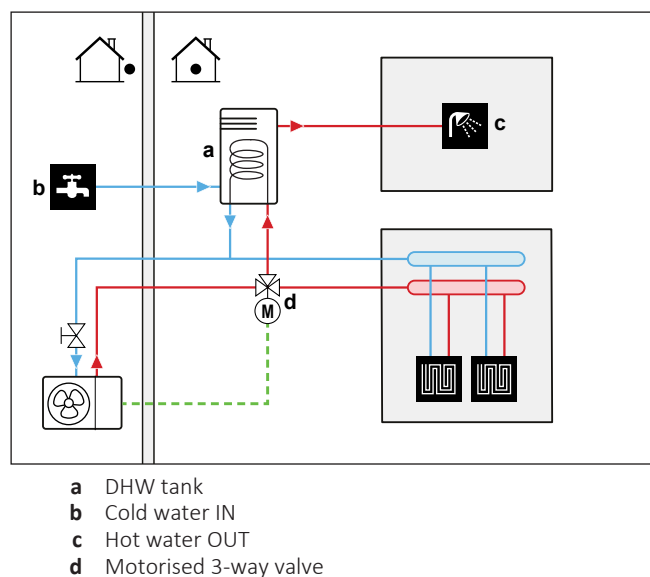 a
c
b
d
M
a DHW tank
b Cold water IN
c Hot water OUT
d Motorised 3-way valve